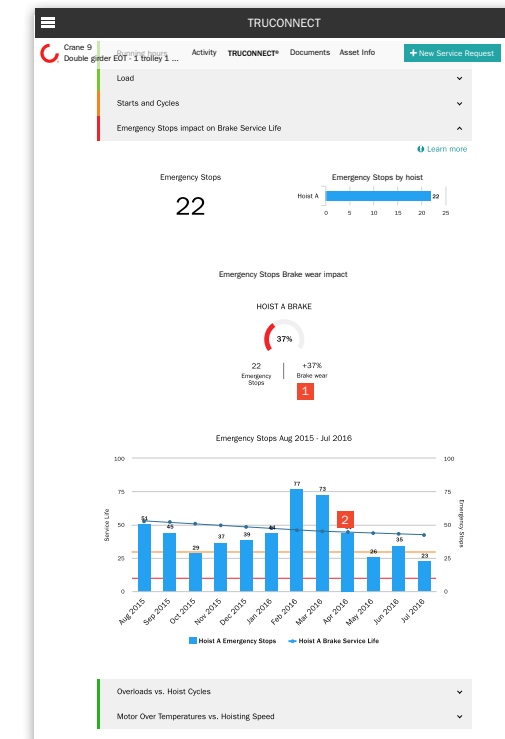 TRUCONNECT
Crane 9
Double girder EOT - 1 trolley 1 ...
Running hours
Activity
TRUCONNECT®
Documents
Asset Info
+ New Service Request
Load
Starts and Cycles
Emergency Stops impact on Brake Service Life
Learn more
Emergency Stops
22
Emergency Stops by hoist
Hoist A
22
0 5 10 15 20 25
Emergency Stops Brake wear impact
HOIST A BRAKE
37%
22
Emergency
Stops
+37%
Brake wear
1
Emergency Stops Aug 2015 - Jul 2016
100 100
75 75
50 50
25 25
0 0
Service Life
Emergency Stops
51 45 29 37 39 44 77 73 26 35 23
2
Aug 2015 Sep 2015 Oct 2015 Nov 2015 Dec 2015 Jan 2016 Feb 2016 Mar 2016 Apr 2016 May 2016 Jun 2016 Jul 2016
Hoist A Emergency Stops
Hoist A Brake Service Life
Overloads vs. Hoist Cycles
Motor Over Temperatures vs. Hoisting Speed